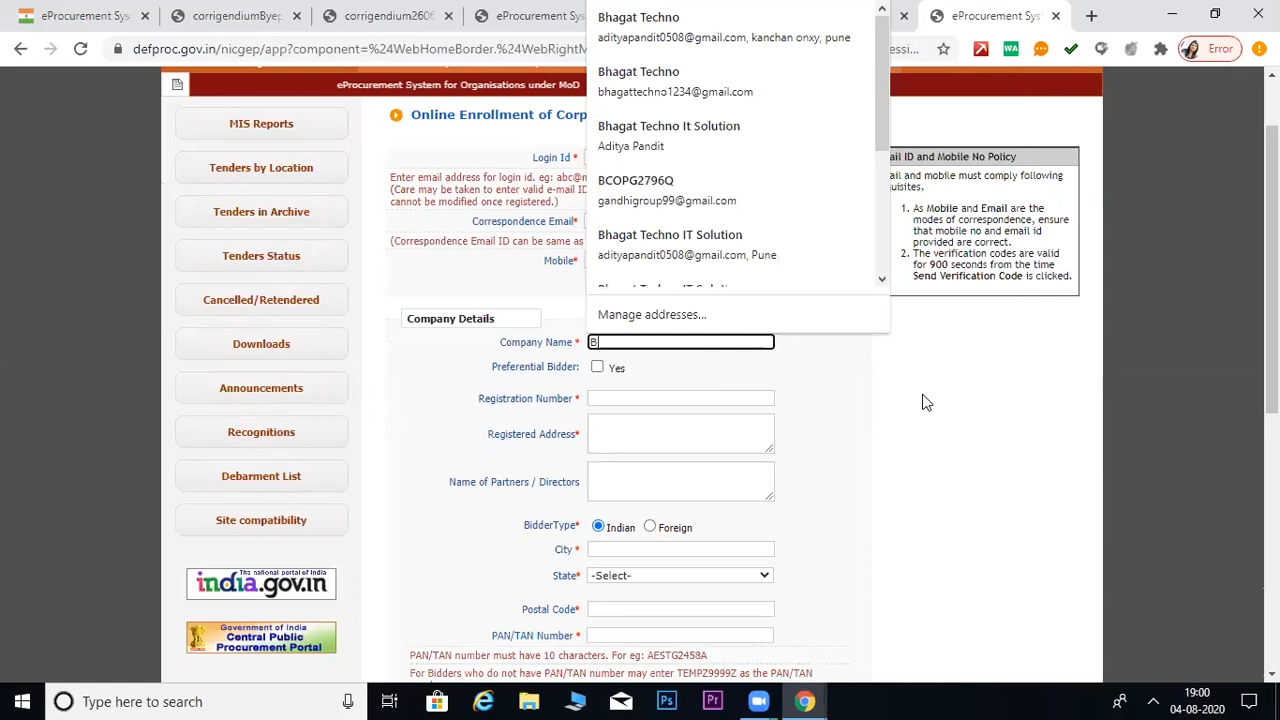 eProcurement S
corrigendiumByep
corrigendium2606
eProcurement S
eProcurement S
defproc.gov.in/nicgep/app?component=%24WebHomeBorder.%24WebRightM
essi...
Error
eProcurement System for Organisations under MoD
MIS Reports
Tenders by Location
Tenders in Archive
Tenders Status
Cancelled/Retendered
Downloads
Announcements
Recognitions
Debarment List
Site compatibility
The national portal of India
india.gov.in
Government of India
Central Public
Procurement Portal
Online Enrollment of Corp
Login Id *
Enter email address for login id. eg: abc@m
(Care may be taken to enter valid e-mail ID
cannot be modified once registered.)
Correspondence Email*
(Correspondence Email ID can be same as
Mobile*
Bhagat Techno
adityapandit0508@gmail.com, kanchan onxy, pune
Bhagat Techno
bhagattechno1234@gmail.com
Bhagat Techno It Solution
Aditya Pandit
BCOPG2796Q
gandhigroup99@gmail.com
Bhagat Techno IT Solution
adityapandit0508@gmail.com, Pune,
Manage addresses...
ail ID and Mobile No Policy
ail and mobile must comply following
quisites.
1. As Mobile and Email are the
modes of correspondence, ensure
that mobile no and email id
provided are correct.
2. The verification codes are valid
for 900 seconds from the time
Send Verification Code is clicked.
Company Details
Company Name * B
Preferential Bidder: Yes
Registration Number *
Registered Address*
Name of Partners / Directors
BidderType* Indian Foreign
City *
State* -Select-
Postal Code*
PAN/TAN Number *
PAN/TAN number must have 10 characters. For eg: AESTG2458A
For Bidders who do not have PAN/TAN number may enter TEMPZ9999Z as the PAN/TAN
Type here to search
Ps
Pr
19:00
04-08-2020